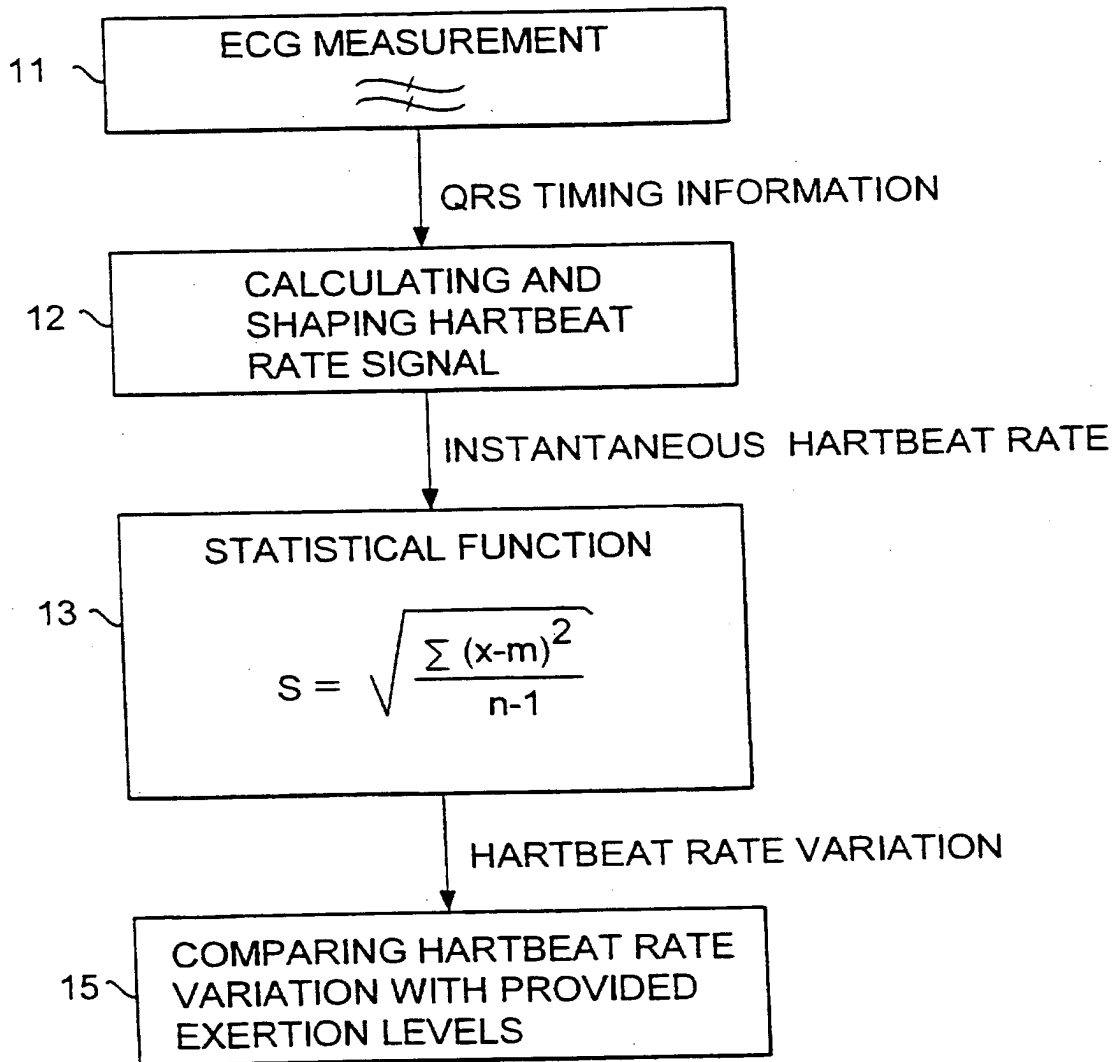 ECG MEASUREMENT
11
QRS TIMING INFORMATION
CALCULATING AND
SHAPING HARTBEAT
RATE SIGNAL
12
INSTANTANEOUS HARTBEAT RATE
STATISTICAL FUNCTION
13
S = √(Σ (x-m)² / n-1)
HARTBEAT RATE VARIATION
COMPARING HARTBEAT RATE
VARIATION WITH PROVIDED
EXERTION LEVELS
15